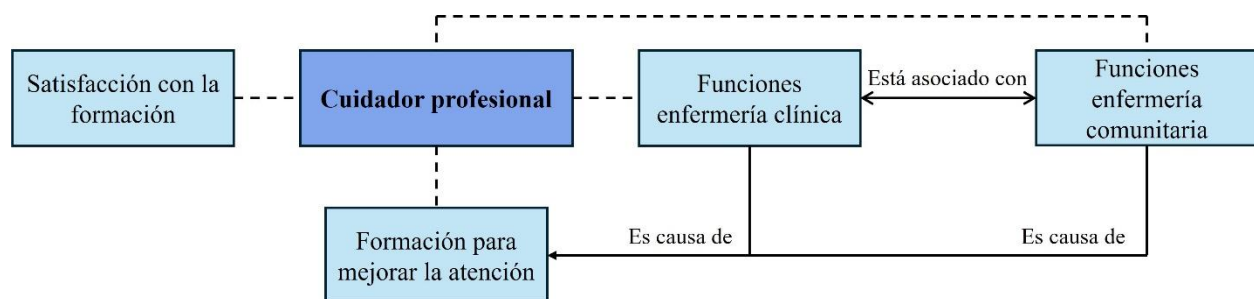 Satisfacción con la
formación
Cuidador profesional
Funciones
enfermería clínica
Está asociado con
Funciones
enfermería
comunitaria
Formación para
mejorar la atención
Es causa de
Es causa de